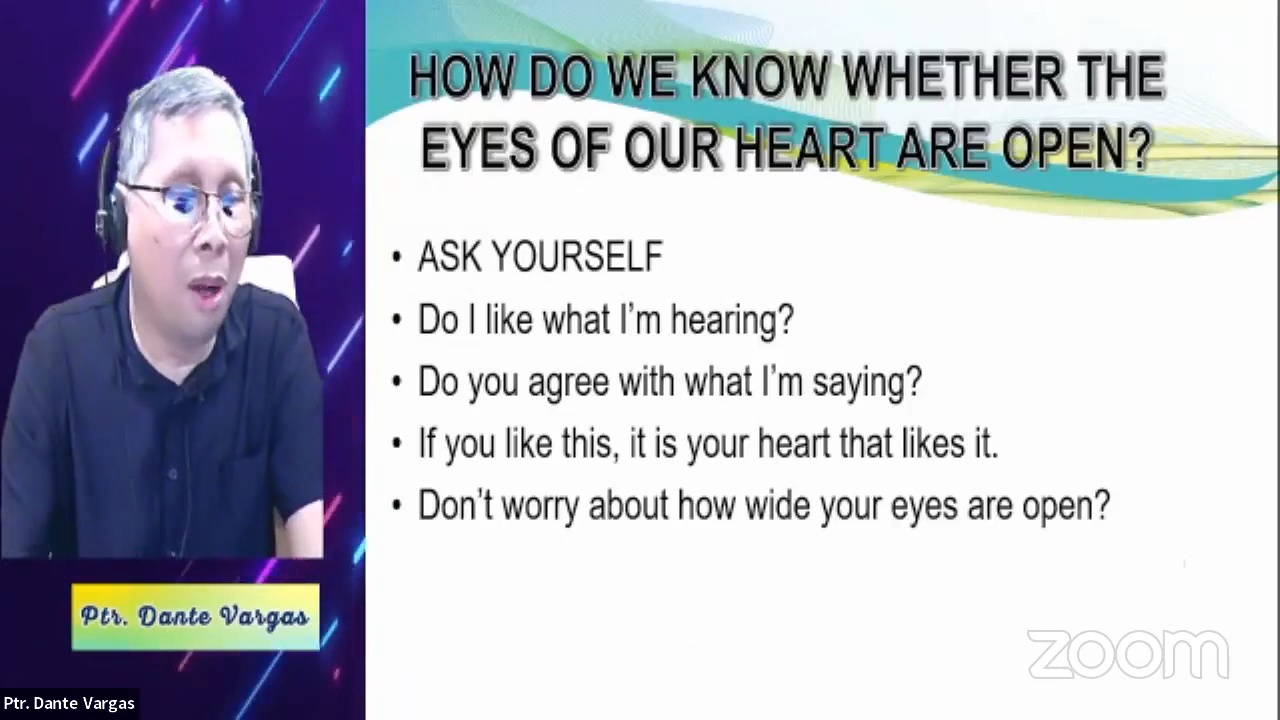 HOW DO WE KNOW WHETHER THE
EYES OF OUR HEART ARE OPEN?
• ASK YOURSELF
• Do I like what I'm hearing?
• Do you agree with what I'm saying?
• If you like this, it is your heart that likes it.
• Don't worry about how wide your eyes are open?
Ptr. Dante Vargas
zoom
Ptr. Dante Vargas